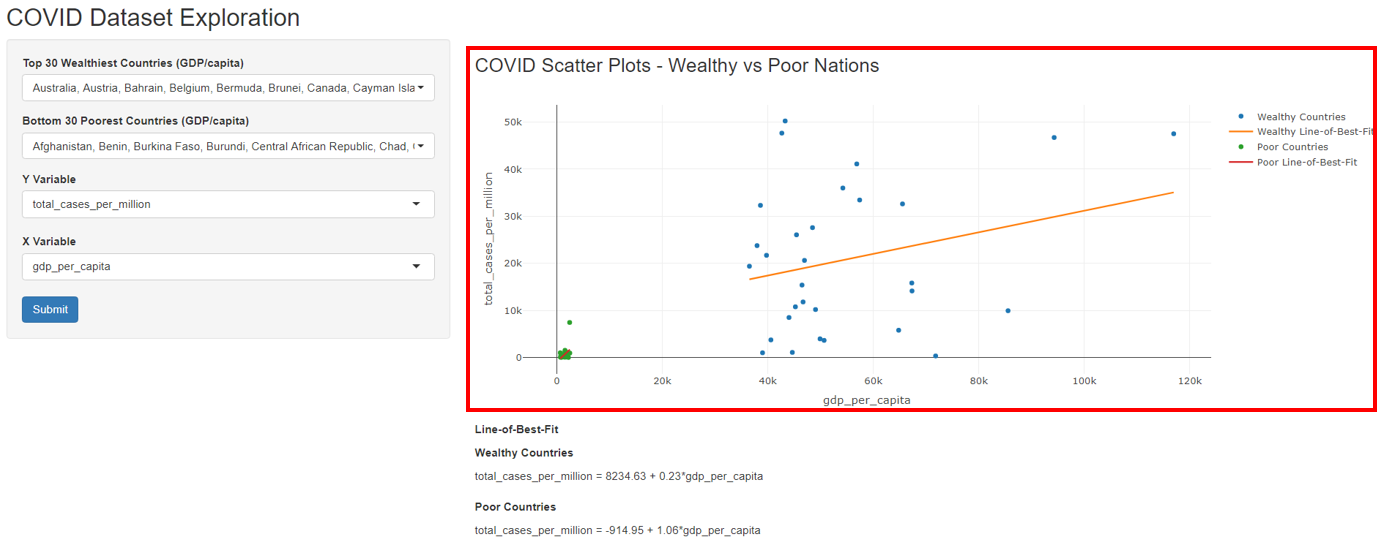 COVID Dataset Exploration
Top 30 Wealthiest Countries (GDP/capita)
Australia, Austria, Bahrain, Belgium, Bermuda, Brunei, Canada, Cayman Isla
Bottom 30 Poorest Countries (GDP/capita)
Afghanistan, Benin, Burkina Faso, Burundi, Central African Republic, Chad,
Y Variable
total_cases_per_million
X Variable
gdp_per_capita
Submit
COVID Scatter Plots - Wealthy vs Poor Nations
total_cases_per_million
50k
40k
30k
20k
10k
0
0 20k 40k 60k 80k 100k 120k
gdp_per_capita
Wealthy Countries
Wealthy Line-of-Best-Fit
Poor Countries
Poor Line-of-Best-Fit
Line-of-Best-Fit
Wealthy Countries
total_cases_per_million = 8234.63 + 0.23*gdp_per_capita
Poor Countries
total_cases_per_million = -914.95 + 1.06*gdp_per_capita